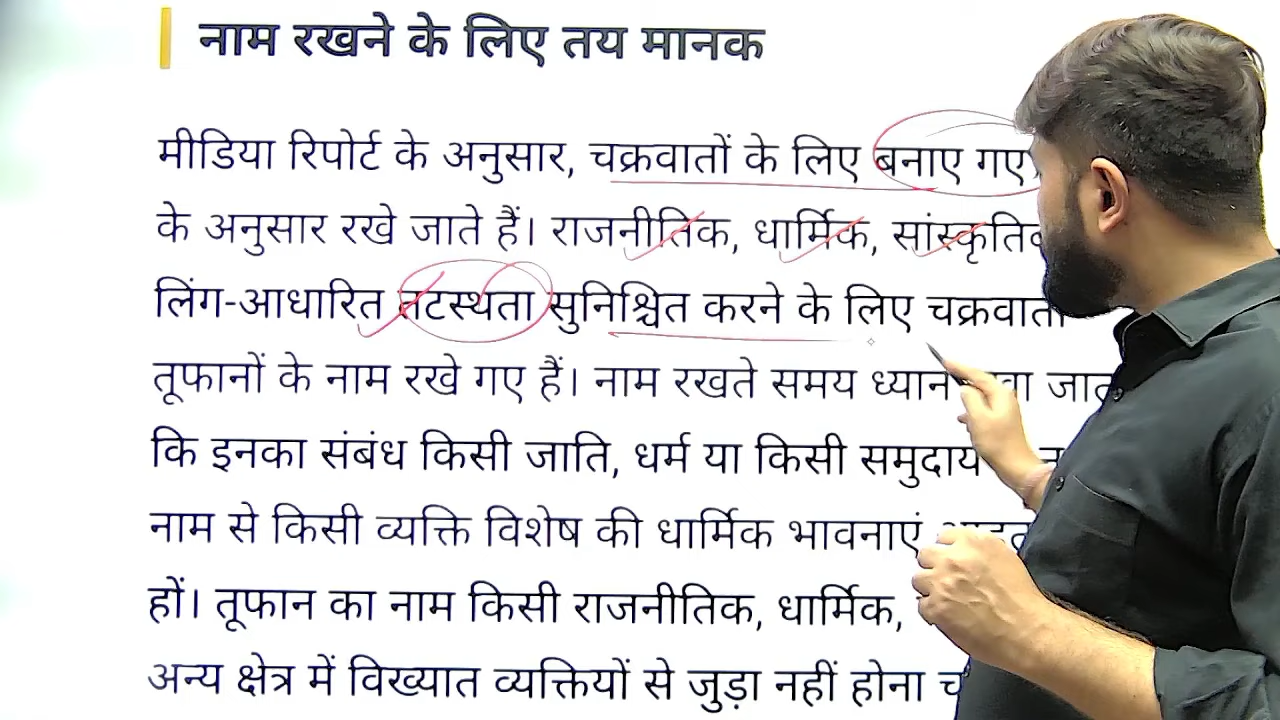 नाम रखने के लिए तय मानक
मीडिया रिपोर्ट के अनुसार, चक्रवातों के लिए बनाए गए
के अनुसार रखे जाते हैं। राजनीतिक, धार्मिक, सांस्कृतिक
लिंग-आधारित तटस्थता सुनिश्चित करने के लिए चक्रवाती
तूफानों के नाम रखे गए हैं। नाम रखते समय ध्यान
कि इनका संबंध किसी जाति, धर्म या किसी समुदाय
नाम से किसी व्यक्ति विशेष की धार्मिक भावनाएं
हों। तूफान का नाम किसी राजनीतिक, धार्मिक,
अन्य क्षेत्र में विख्यात व्यक्तियों से जुड़ा नहीं होना